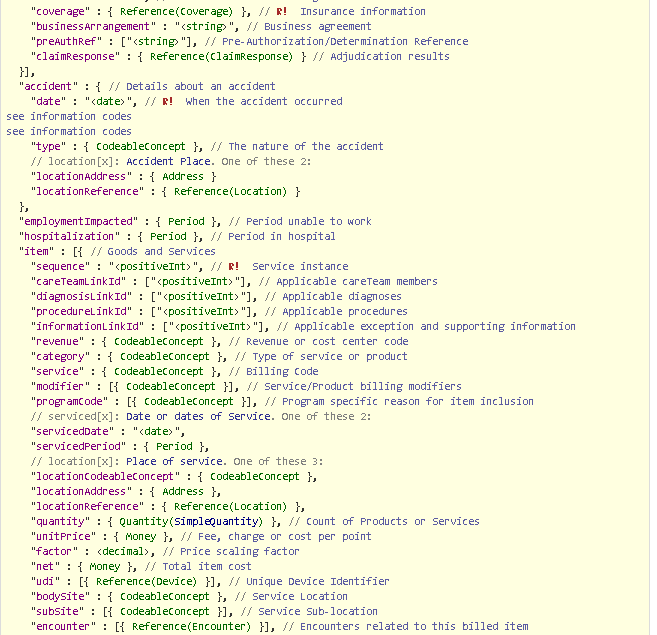 "coverage" : { Reference(Coverage) }, // R!  Insurance information
"businessArrangement" : "<string>", // Business agreement
"preAuthRef" : ["<string>"], // Pre-Authorization/Determination Reference
"claimResponse" : { Reference(ClaimResponse) } // Adjudication results
}],
"accident" : { // Details about an accident
"date" : "<date>", // R!  When the accident occurred
see information codes
see information codes
"type" : { CodeableConcept }, // The nature of the accident
// location[x]: Accident Place. One of these 2:
"locationAddress" : { Address }
"locationReference" : { Reference(Location) }
},
"employmentImpacted" : { Period }, // Period unable to work
"hospitalization" : { Period }, // Period in hospital
"item" : [{ // Goods and Services
"sequence" : "<positiveInt>", // R!  Service instance
"careTeamLinkId" : ["<positiveInt>"], // Applicable careTeam members
"diagnosisLinkId" : ["<positiveInt>"], // Applicable diagnoses
"procedureLinkId" : ["<positiveInt>"], // Applicable procedures
"informationLinkId" : ["<positiveInt>"], // Applicable exception and supporting information
"revenue" : { CodeableConcept }, // Revenue or cost center code
"category" : { CodeableConcept }, // Type of service or product
"service" : { CodeableConcept }, // Billing Code
"modifier" : [{ CodeableConcept }], // Service/Product billing modifiers
"programCode" : [{ CodeableConcept }], // Program specific reason for item inclusion
// serviced[x]: Date or dates of Service. One of these 2:
"servicedDate" : "<date>",
"servicedPeriod" : { Period },
// location[x]: Place of service. One of these 3:
"locationCodeableConcept" : { CodeableConcept },
"locationAddress" : { Address },
"locationReference" : { Reference(Location) },
"quantity" : { Quantity(SimpleQuantity) }, // Count of Products or Services
"unitPrice" : { Money }, // Fee, charge or cost per point
"factor" : <decimal>, // Price scaling factor
"net" : { Money }, // Total item cost
"udi" : [{ Reference(Device) }], // Unique Device Identifier
"bodySite" : { CodeableConcept }, // Service Location
"subSite" : [{ CodeableConcept }], // Service Sub-location
"encounter" : [{ Reference(Encounter) }], // Encounters related to this billed item